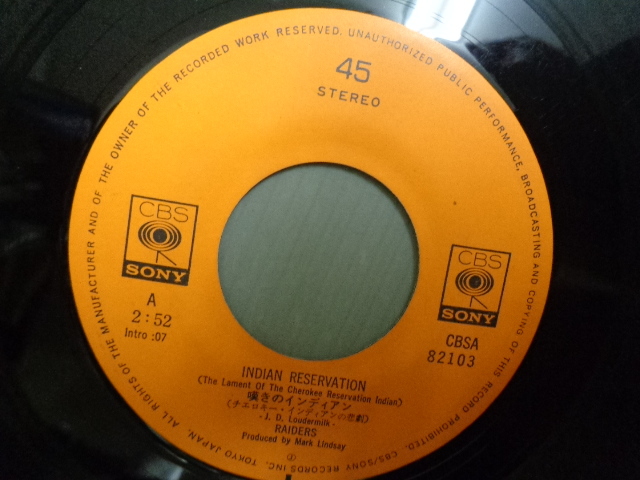 ALL RIGHTS OF THE MANUFACTURER AND OF THE OWNER OF THE RECORDED WORK RESERVED. UNAUTHORIZED PUBLIC PERFORMANCE, BROADCASTING AND COPYING OF THIS RECORD PROHIBITED. CBS/SONY RECORDS INC. TOKYO JAPAN.
45
STEREO
CBS
SONY
A
2:52
Intro :07
CBS
SONY
CBSA
82103
INDIAN RESERVATION
(The Lament Of The Cherokee Reservation Indian)
嘆きのインディアン
(チエロキー・インディアンの悲劇)
- J. D. Loudermilk -
RAIDERS
Produced by Mark Lindsay